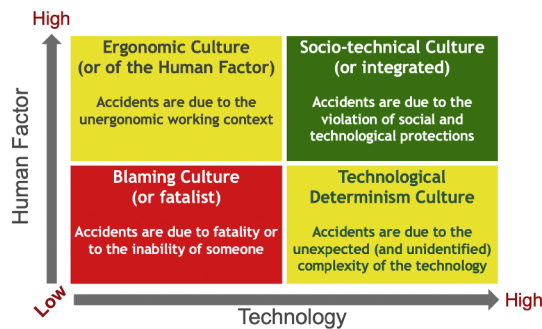 High
Human Factor
Ergonomic Culture
(or of the Human Factor)
Accidents are due to the
unergonomic working context
Socio-technical Culture
(or integrated)
Accidents are due to the
violation of social and
technological protections
Blaming Culture
(or fatalist)
Accidents are due to fatality or
to the inability of someone
Technological
Determinism Culture
Accidents are due to the
unexpected (and unidentified)
complexity of the technology
Low
Technology
High